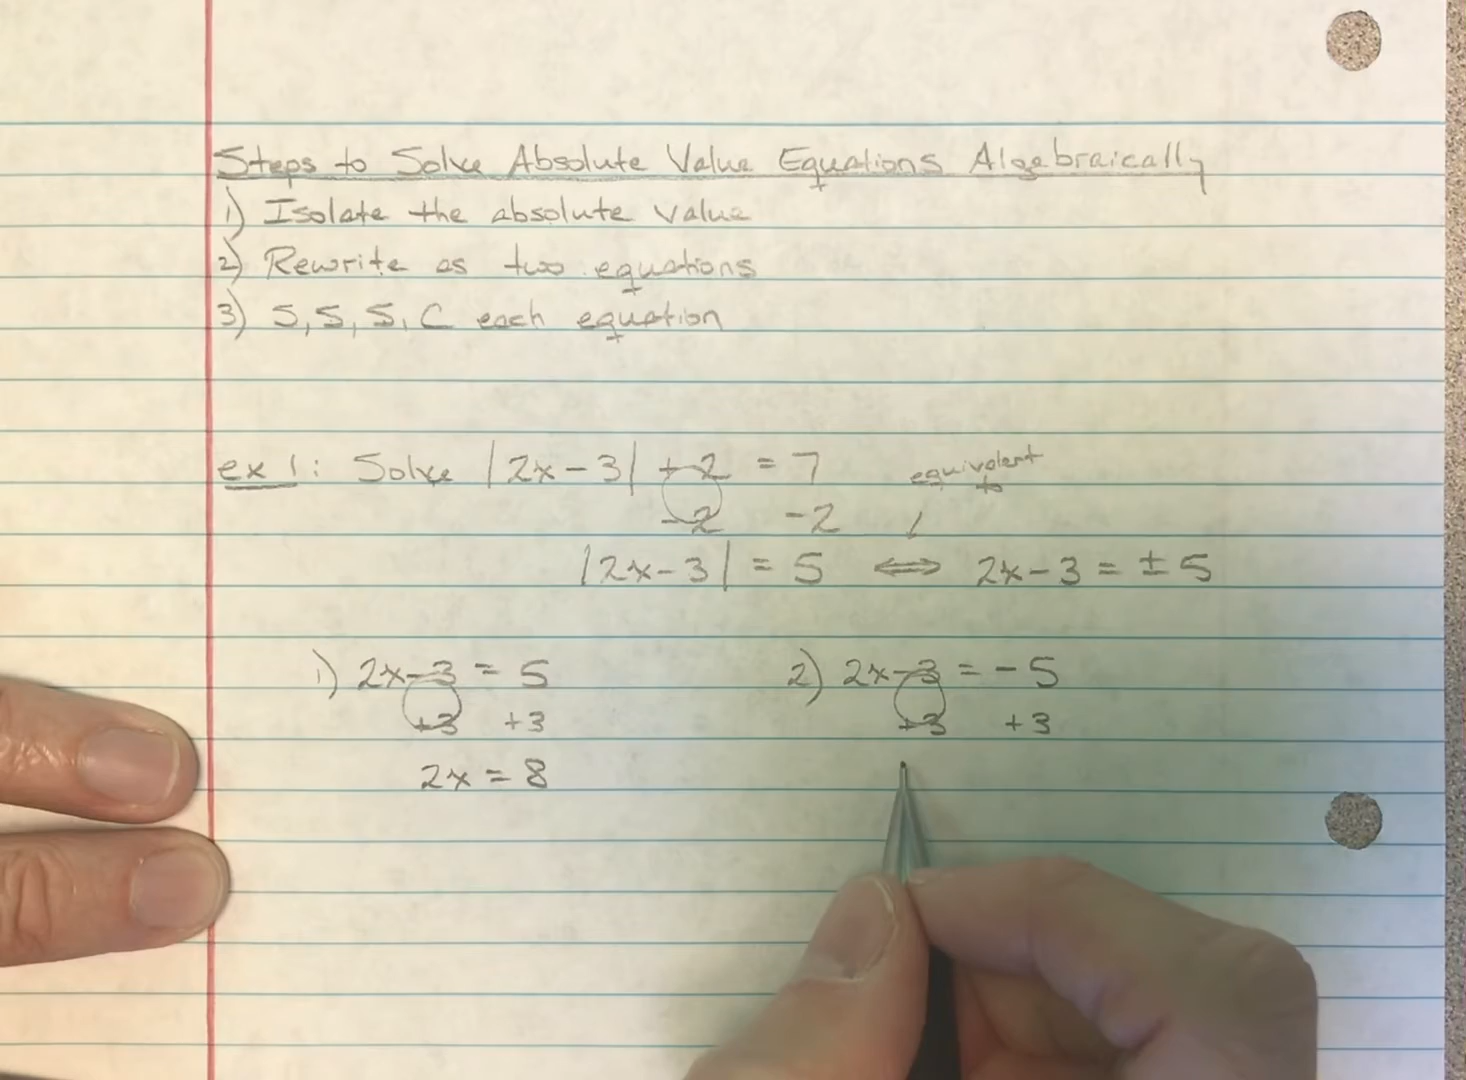 Steps to Solve Absolute Value Equations Algebraically
1) Isolate the absolute value
2) Rewrite as two equations
3) S, S, S, C each equation
ex 1: Solve |2x-3| + 2 = 7
equivalent to
-2 -2
|2x-3| = 5 ⟺ 2x-3 = ±5
1) 2x-3 = 5
+3 +3
2x = 8
2) 2x-3 = -5
+3 +3